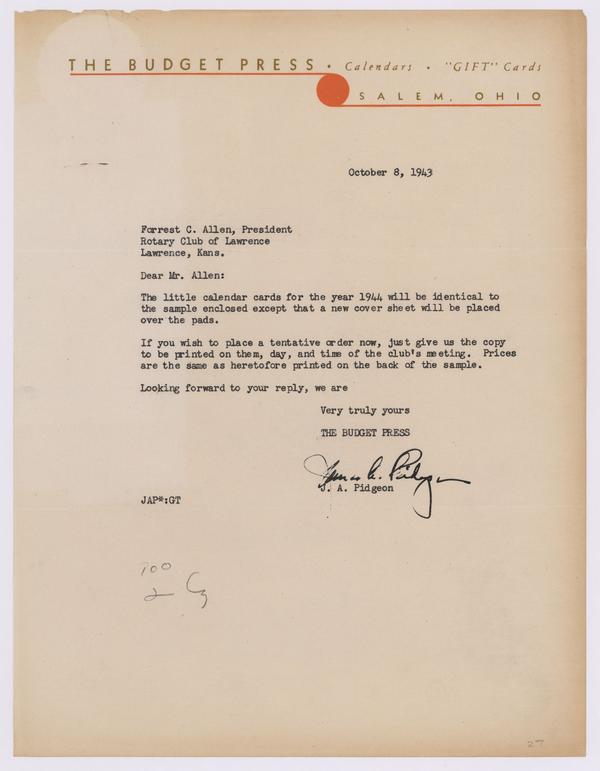 THE BUDGET PRESS • Calendars • "GIFT" Cards
SALEM, OHIO
October 8, 1943
Forrest C. Allen, President
Rotary Club of Lawrence
Lawrence, Kans.
Dear Mr. Allen:
The little calendar cards for the year 1944 will be identical to
the sample enclosed except that a new cover sheet will be placed
over the pads.
If you wish to place a tentative order now, just give us the copy
to be printed on them, day, and time of the club's meeting. Prices
are the same as heretofore printed on the back of the sample.
Looking forward to your reply, we are
Very truly yours
THE BUDGET PRESS
James A. Pidgeon
J. A. Pidgeon
JAP*:GT
100
2
27